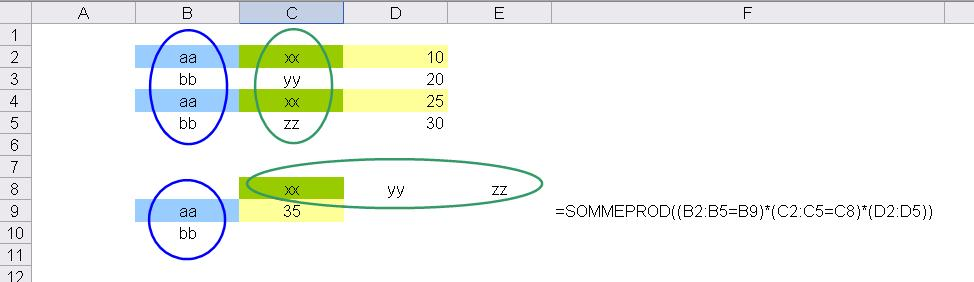 A B C D E F
1
2 aa xx 10
3 bb yy 20
4 aa xx 25
5 bb zz 30
6
7
8 xx yy zz
9 aa 35 =SOMMEPROD((B2:B5=B9)*(C2:C5=C8)*(D2:D5))
10 bb
11
12